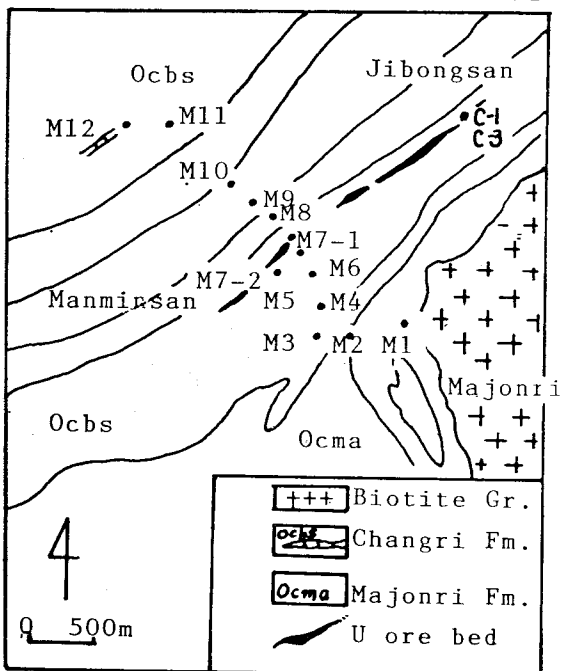 Ocbs
Jibongsan
M12
M11
C-1
C-3
M10
M9
M8
M7-1
M7-2
M6
M5
M4
Manminsan
M3
M2
M1
Majonri
Ocbs
Ocma
+++ Biotite Gr.
Ocbs Changri Fm.
Ocma Majonri Fm.
U ore bed
0 500m